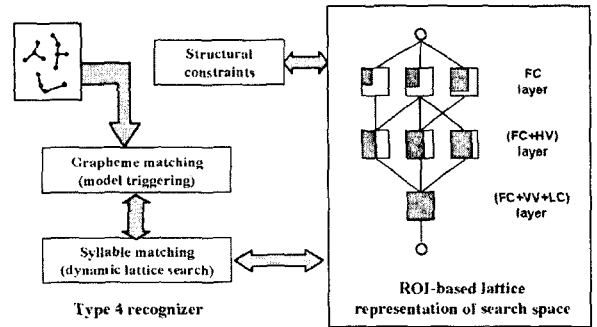 Structural
constraints
FC
layer
Grapheme matching
(model triggering)
(FC+HV)
layer
Syllable matching
(dynamic lattice search)
(FC+VV+LC)
layer
Type 4 recognizer
ROI-based lattice
representation of search space